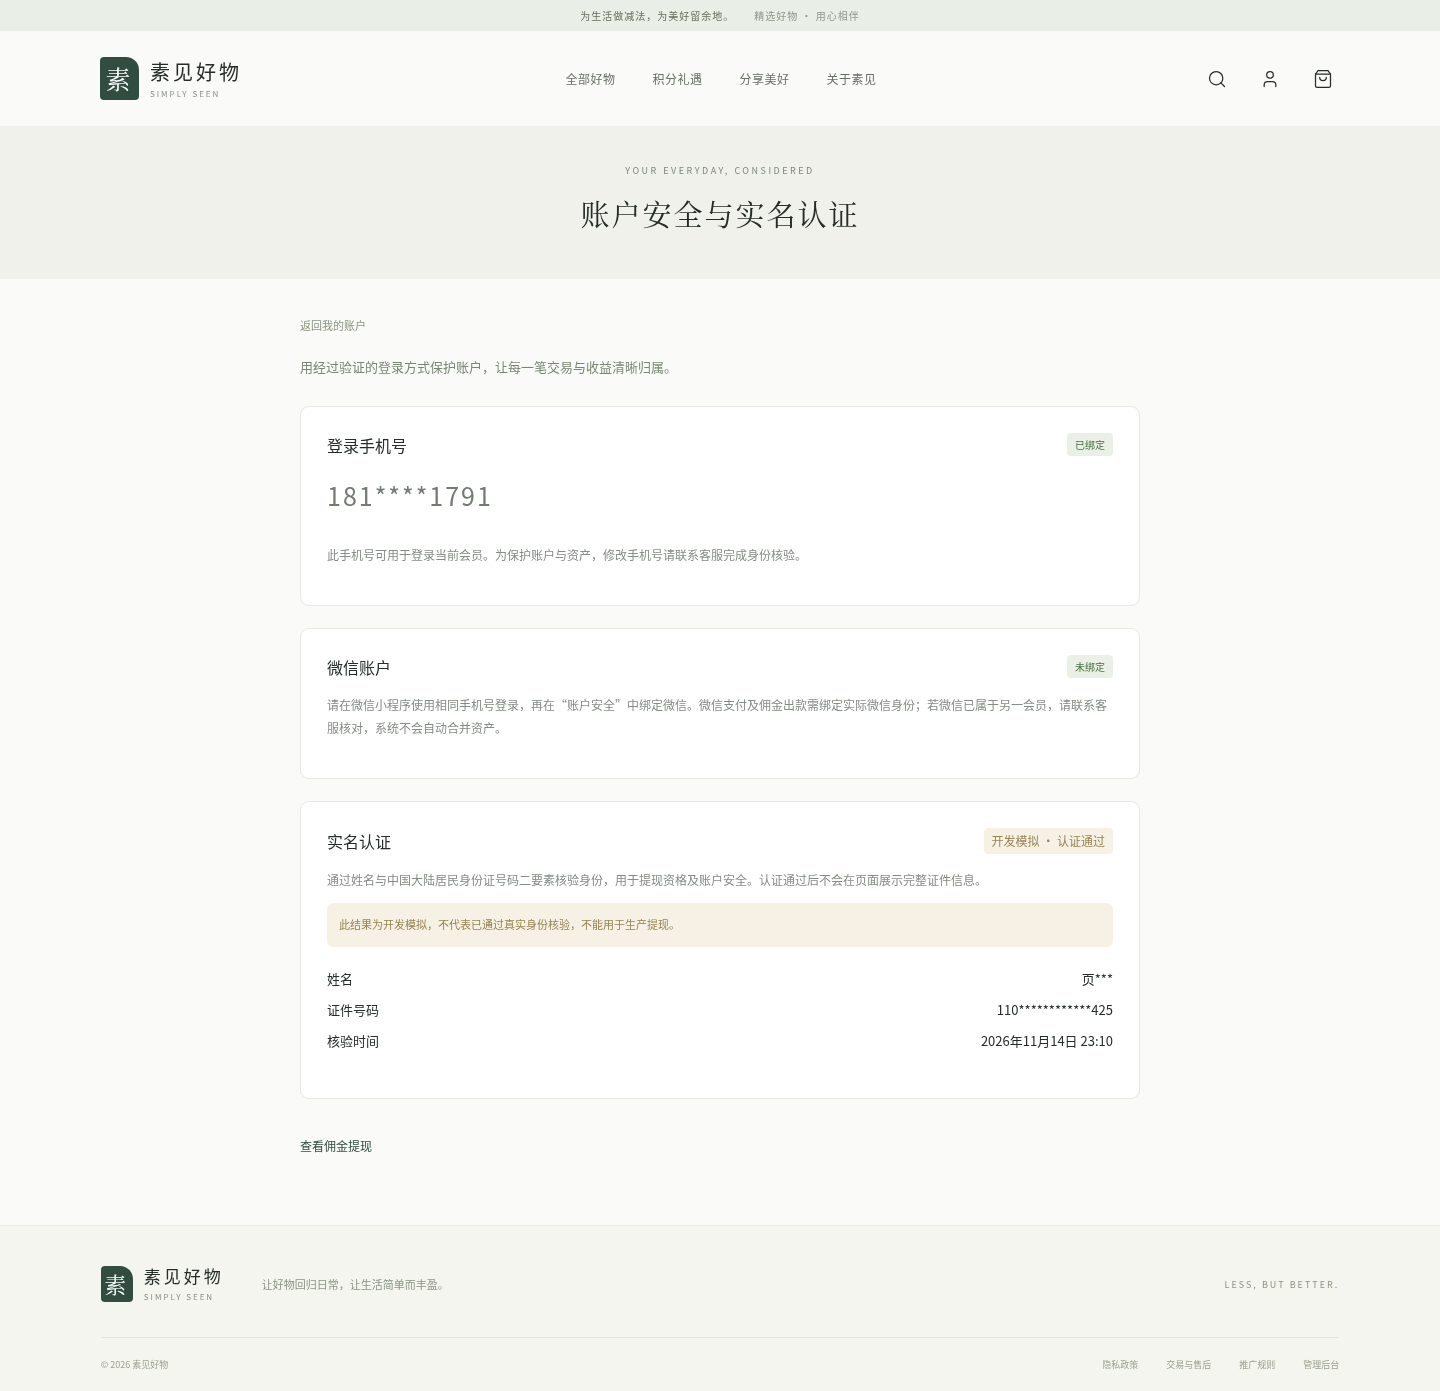 为生活做减法，为美好留余地。 精选好物 · 用心相伴
素 素见好物
SIMPLY SEEN
全部好物 积分礼遇 分享美好 关于素见
YOUR EVERYDAY, CONSIDERED
账户安全与实名认证
返回我的账户
用经过验证的登录方式保护账户，让每一笔交易与收益清晰归属。
登录手机号 已绑定
181****1791
此手机号可用于登录当前会员。为保护账户与资产，修改手机号请联系客服完成身份核验。
微信账户 未绑定
请在微信小程序使用相同手机号登录，再在“账户安全”中绑定微信。微信支付及佣金出款需绑定实际微信身份；若微信已属于另一会员，请联系客
服核对，系统不会自动合并资产。
实名认证 开发模拟 · 认证通过
通过姓名与中国大陆居民身份证号码二要素核验身份，用于提现资格及账户安全。认证通过后不会在页面展示完整证件信息。
此结果为开发模拟，不代表已通过真实身份核验，不能用于生产提现。
姓名 页***
证件号码 110************425
核验时间 2026年11月14日 23:10
查看佣金提现
素 素见好物
SIMPLY SEEN
让好物回归日常，让生活简单而丰盈。
LESS, BUT BETTER.
© 2026 素见好物
隐私政策 交易与售后 推广规则 管理后台